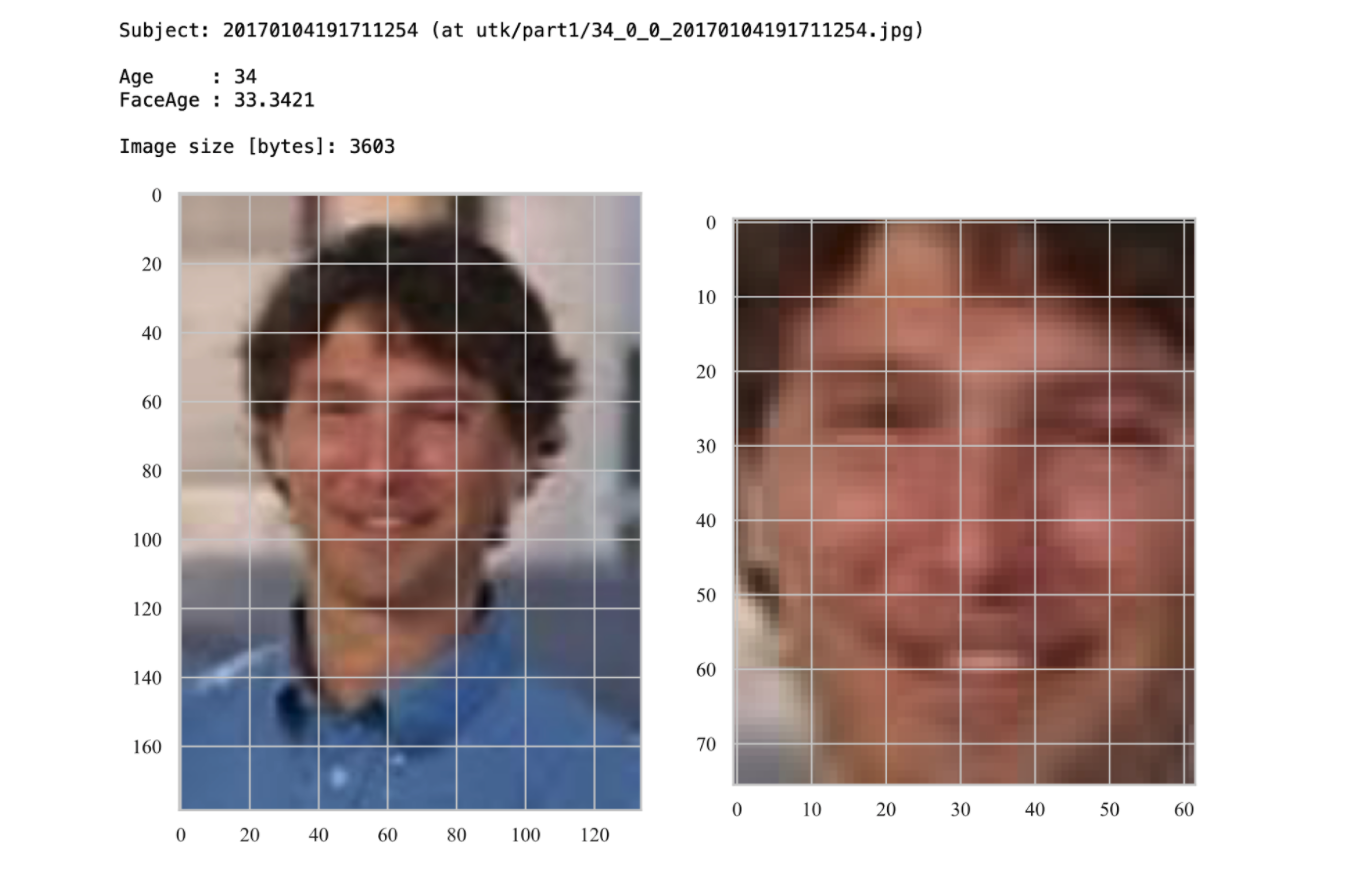 Subject: 20170104191711254 (at utk/part1/34_0_0_20170104191711254.jpg)
Age : 34
FaceAge : 33.3421
Image size [bytes]: 3603
0
20
40
60
80
100
120
140
160
0 20 40 60 80 100 120
0
10
20
30
40
50
60
70
0 10 20 30 40 50 60